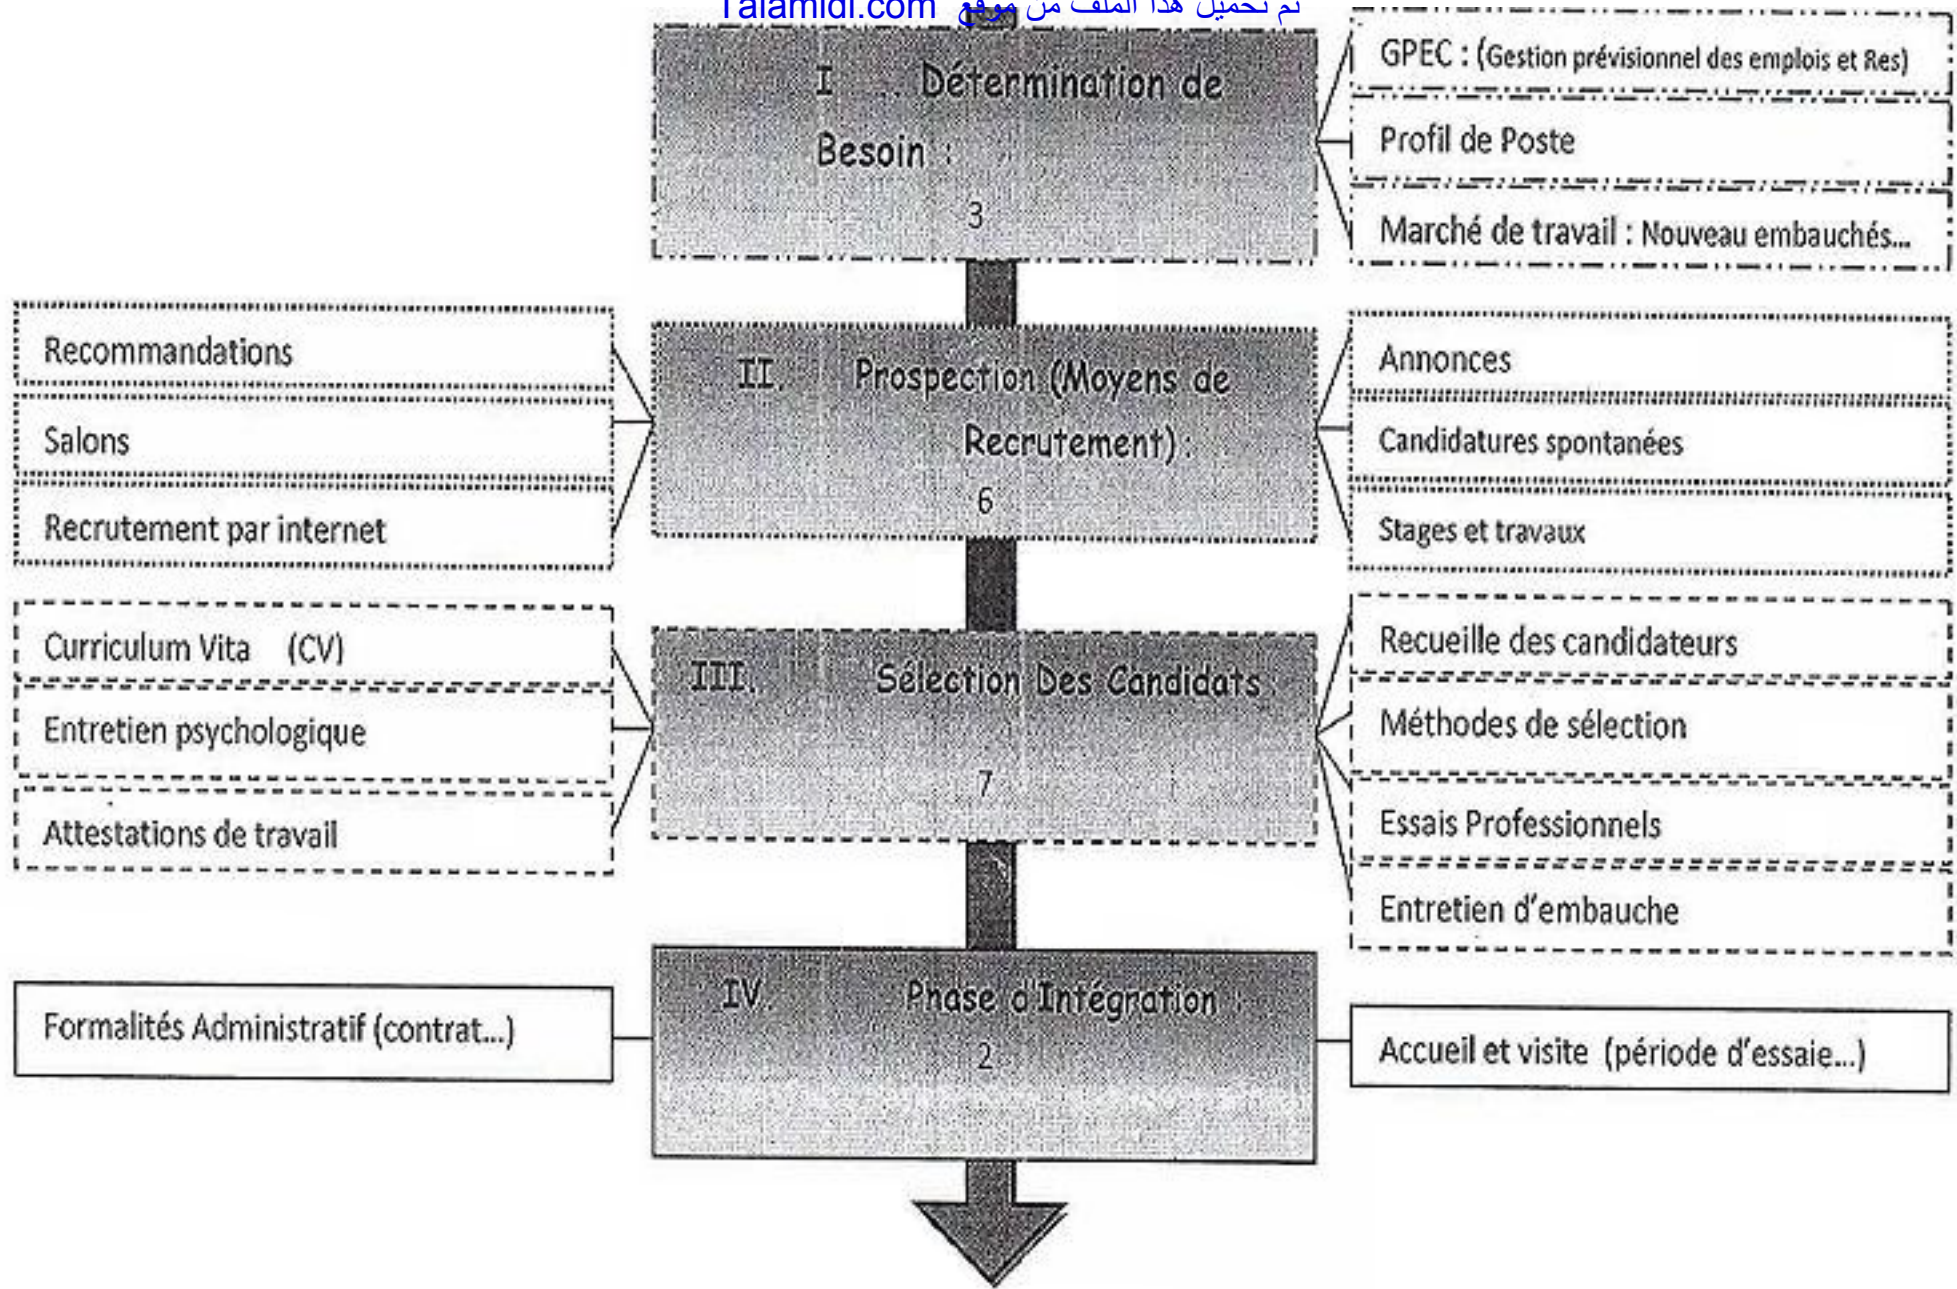 تم تحميل هذا الملف من موقع Talamidi.com
I .. Détermination de
Besoin :
3
GPEC : (Gestion prévisionnel des emplois et Res)
Profil de Poste
Marché de travail : Nouveau embauchés...
Recommandations
Salons
Recrutement par internet
II. Prospection (Moyens de
Recrutement) :
6
Annonces
Candidatures spontanées
Stages et travaux
Curriculum Vita (CV)
Entretien psychologique
Attestations de travail
III. Sélection Des Candidats :
7
Recueille des candidateurs
Méthodes de sélection
Essais Professionnels
Entretien d'embauche
Formalités Administratif (contrat...)
IV. Phase d'Intégration :
2
Accueil et visite (période d'essaie...)